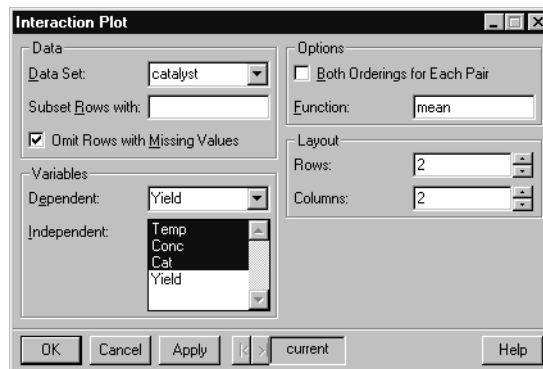 Interaction Plot
Data
Data Set: catalyst
Subset Rows with:
Omit Rows with Missing Values
Variables
Dependent: Yield
Independent: Temp
Conc
Cat
Yield
Options
Both Orderings for Each Pair
Function: mean
Layout
Rows: 2
Columns: 2
OK Cancel Apply current Help